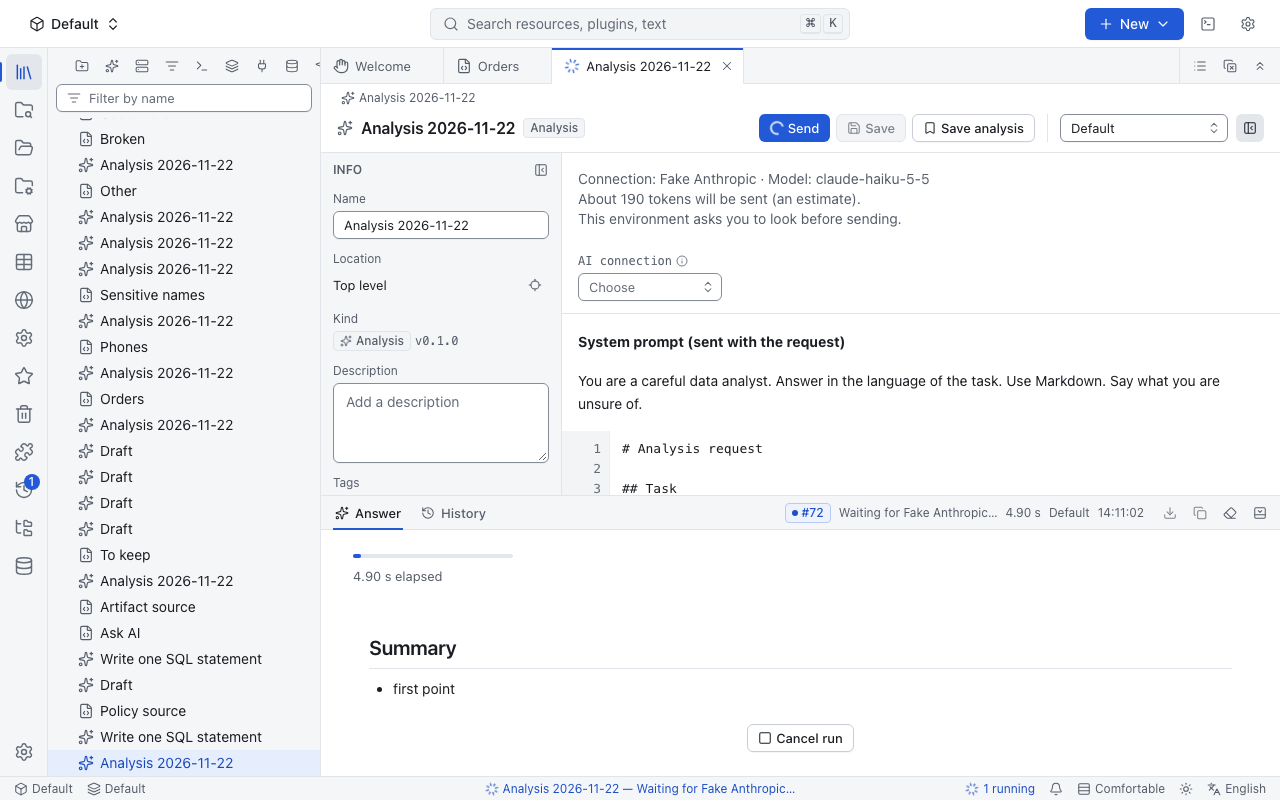 Default
Search resources, plugins, text
⌘ K
New
Welcome
Orders
Analysis 2026-11-22
Filter by name
Broken
Analysis 2026-11-22
Other
Analysis 2026-11-22
Analysis 2026-11-22
Analysis 2026-11-22
Sensitive names
Analysis 2026-11-22
Phones
Analysis 2026-11-22
Orders
Analysis 2026-11-22
Draft
Draft
Draft
Draft
To keep
Analysis 2026-11-22
Artifact source
Ask AI
Write one SQL statement
Draft
Policy source
Write one SQL statement
Analysis 2026-11-22
1
Analysis 2026-11-22
Analysis 2026-11-22 Analysis
Send
Save
Save analysis
Default
INFO
Name
Analysis 2026-11-22
Location
Top level
Kind
Analysis v0.1.0
Description
Add a description
Tags
Connection: Fake Anthropic · Model: claude-haiku-5-5
About 190 tokens will be sent (an estimate).
This environment asks you to look before sending.
AI connection
Choose
System prompt (sent with the request)
You are a careful data analyst. Answer in the language of the task. Use Markdown. Say what you are
unsure of.
1 # Analysis request
2
3 ## Task
Answer
History
#72 Waiting for Fake Anthropic... 4.90 s Default 14:11:02
4.90 s elapsed
Summary
• first point
Cancel run
Default
Default
Analysis 2026-11-22 — Waiting for Fake Anthropic...
1 running
Comfortable
English